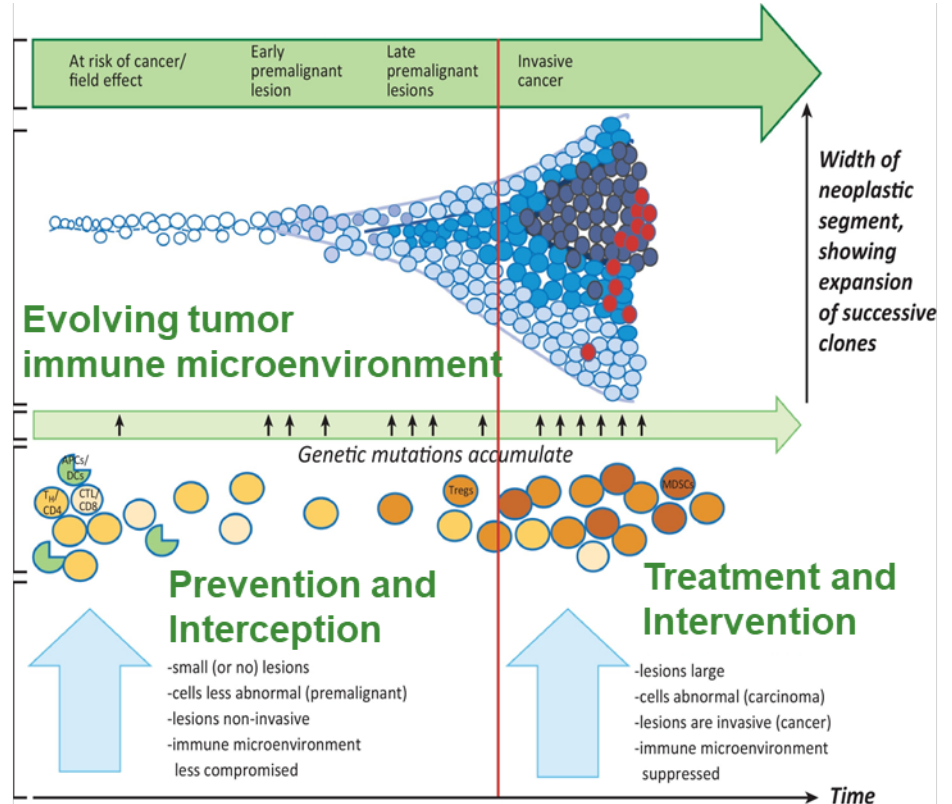 At risk of cancer/
field effect
Early
premalignant
lesion
Late
premalignant
lesions
Invasive
cancer
Width of
neoplastic
segment,
showing
expansion
of successive
clones
Evolving tumor
immune microenvironment
Genetic mutations accumulate
APCs/
DCs
TH/
CD4
CTL/
CD8
Tregs
MDSCs
Prevention and
Interception
-small (or no) lesions
-cells less abnormal (premalignant)
-lesions non-invasive
-immune microenvironment
less compromised
Treatment and
Intervention
-lesions large
-cells abnormal (carcinoma)
-lesions are invasive (cancer)
-immune microenvironment
suppressed
Time